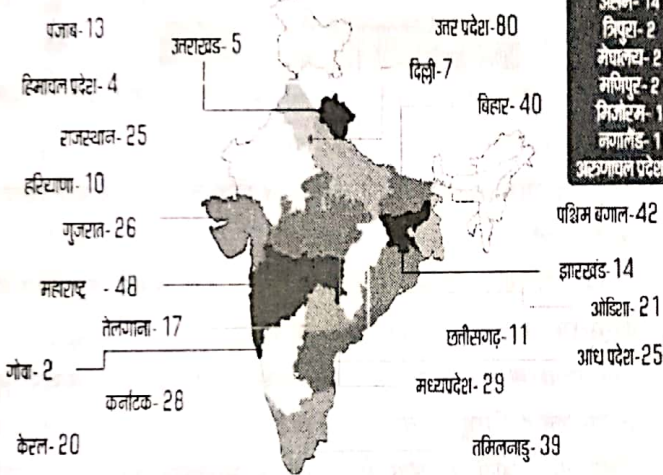 पंजाब-13
हिमाचल प्रदेश-4
राजस्थान-25
हरियाणा-10
गुजरात-26
महाराष्ट्र -48
तेलंगाना-17
गोवा-2
कर्नाटक-28
केरल-20
उत्तराखंड-5
उत्तर प्रदेश-80
दिल्ली-7
बिहार-40
असम-14
त्रिपुरा-2
मेघालय-2
मणिपुर-2
मिजोरम-1
नगालैंड-1
अरुणाचल प्रदेश
पश्चिम बंगाल-42
झारखंड-14
ओडिशा-21
छत्तीसगढ़-11
आंध्र प्रदेश-25
मध्यप्रदेश-29
तमिलनाडु-39